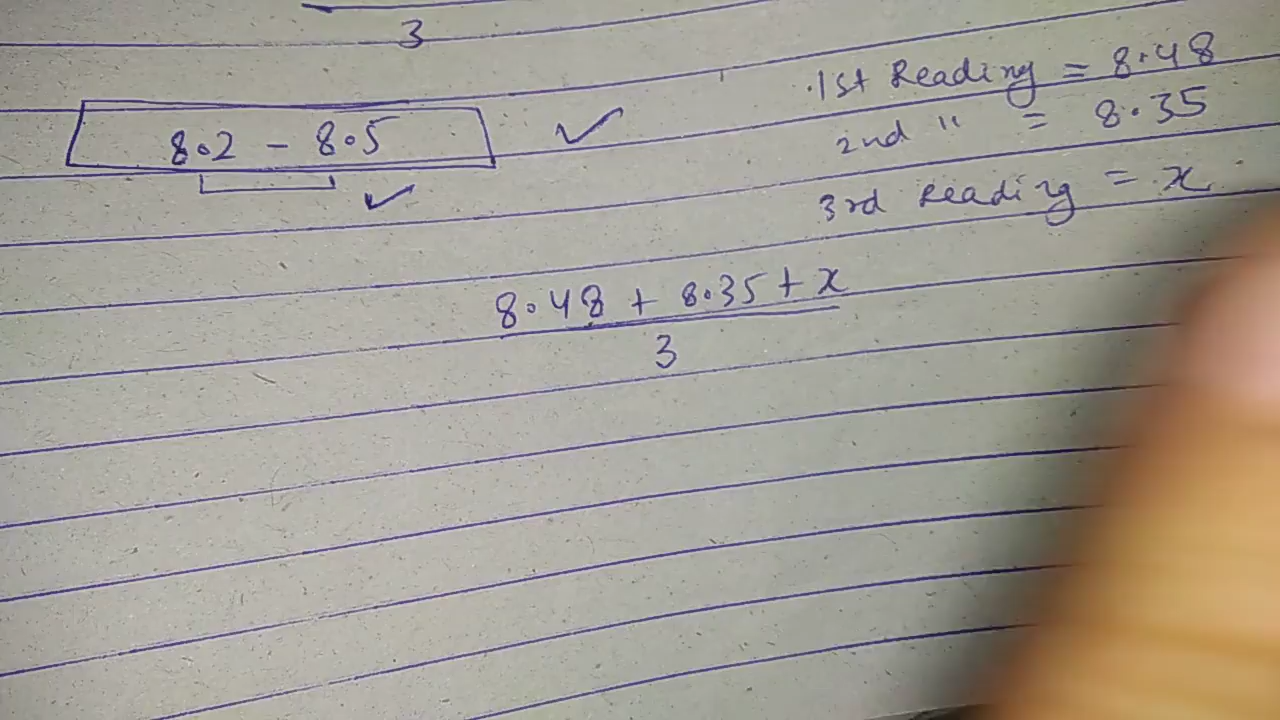 3
8.2 - 8.5 ✓
✓
1st Reading = 8.48
2nd " = 8.35
3rd Reading = x
8.48 + 8.35 + x
3